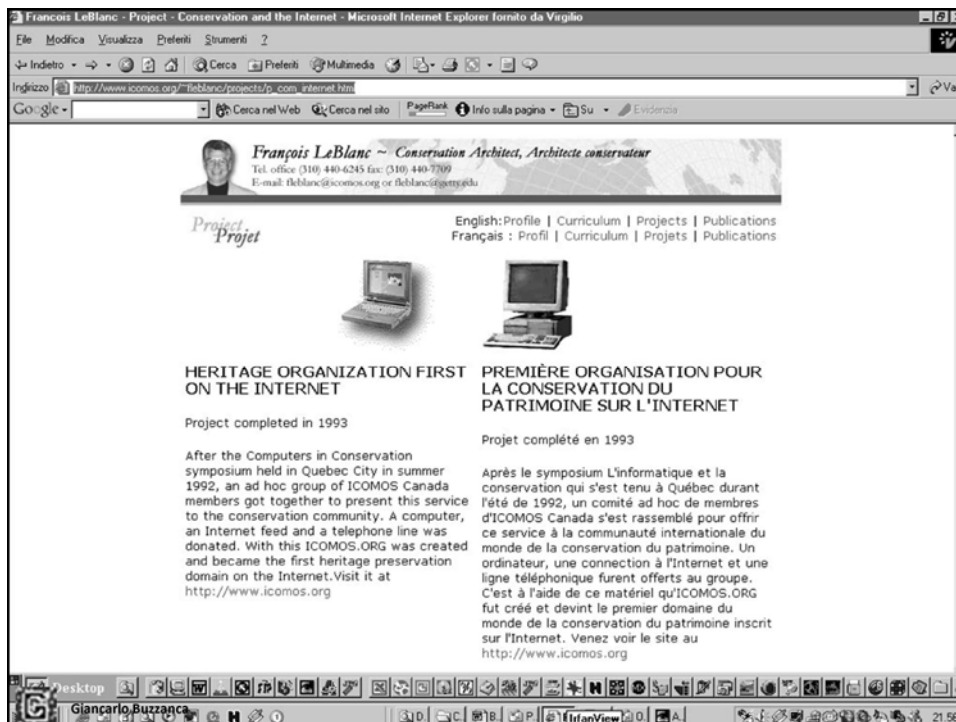 Francois LeBlanc - Project - Conservation and the Internet - Microsoft Internet Explorer fornito da Virgilio
File Modifica Visualizza Preferiti Strumenti ?
Indietro Cerca Preferiti Multimedia
Indirizzo http://www.icomos.org/~fleblanc/projects/p_com_internet.htm Va
Google Cerca nel Web Cerca nel sito PageRank Info sulla pagina Su Evidenzia
François LeBlanc ~ Conservation Architect, Architecte conservateur
Tel. office (310) 440-6245 fax: (310) 440-7709
E-mail: fleblanc@icomos.org or fleblanc@getty.edu
Project
Projet
English:Profile | Curriculum | Projects | Publications
Français : Profil | Curriculum | Projets | Publications
HERITAGE ORGANIZATION FIRST
ON THE INTERNET
Project completed in 1993
After the Computers in Conservation
symposium held in Quebec City in summer
1992, an ad hoc group of ICOMOS Canada
members got together to present this service
to the conservation community. A computer,
an Internet feed and a telephone line was
donated. With this ICOMOS.ORG was created
and became the first heritage preservation
domain on the Internet.Visit it at
http://www.icomos.org
PREMIÈRE ORGANISATION POUR
LA CONSERVATION DU
PATRIMOINE SUR L'INTERNET
Projet complété en 1993
Après le symposium L'informatique et la
conservation qui s'est tenu à Québec durant
l'été de 1992, un comité ad hoc de membres
d'ICOMOS Canada s'est rassemblé pour offrir
ce service à la communauté internationale du
monde de la conservation du patrimoine. Un
ordinateur, une connection à l'Internet et une
ligne téléphonique furent offerts au groupe.
C'est à l'aide de ce matériel qu'ICOMOS.ORG
fut créé et devint le premier domaine du
monde de la conservation du patrimoine inscrit
sur l'Internet. Venez voir le site au
http://www.icomos.org
Desktop
Giancarlo Buzzanca
IrfanView